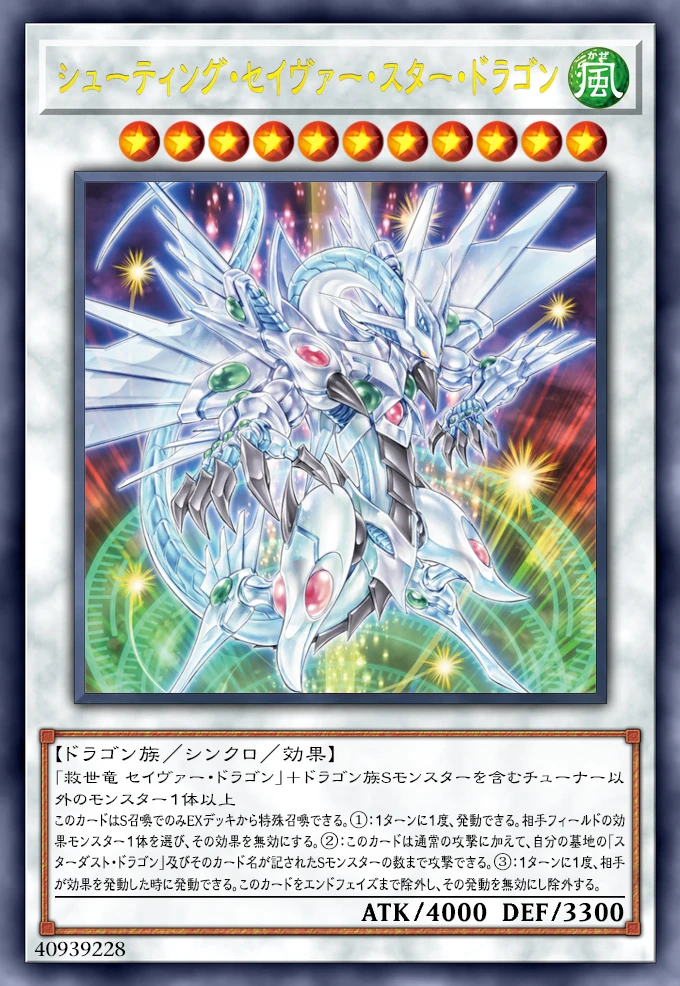 シューティング・セイヴァー・スター・ドラゴン
かぜ
風
【ドラゴン族／シンクロ／効果】
「救世竜 セイヴァー・ドラゴン」＋ドラゴン族Sモンスターを含むチューナー以
外のモンスター1体以上
このカードはS召喚でのみEXデッキから特殊召喚できる。①：1ターンに1度、発動できる。相手フィールドの効
果モンスター1体を選び、その効果を無効にする。②：このカードは通常の攻撃に加えて、自分の墓地の「ス
ターダスト・ドラゴン」及びそのカード名が記されたSモンスターの数まで攻撃できる。③：1ターンに1度、相手
が効果を発動した時に発動できる。このカードをエンドフェイズまで除外し、その発動を無効にし除外する。
ATK/4000 DEF/3300
40939228